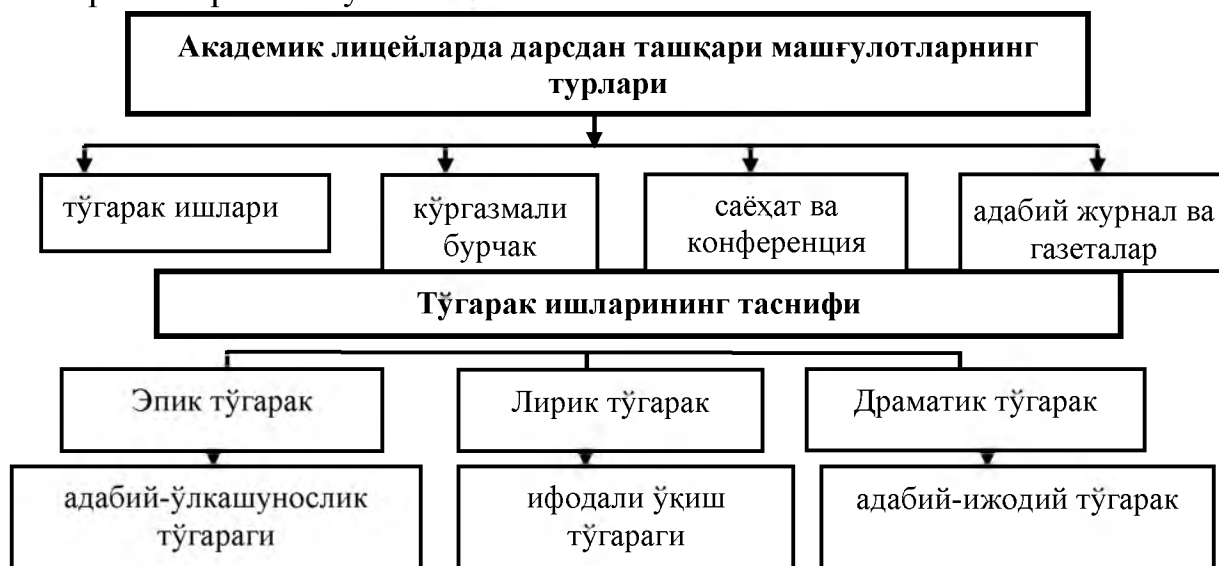 Академик лицейларда дарсдан ташқари машғулотларнинг
турлари
тўгарак ишлари
кўргазмали
бурчак
саёҳат ва
конференция
адабий журнал ва
газеталар
Тўгарак ишларининг таснифи
Эпик тўгарак
Лирик тўгарак
Драматик тўгарак
адабий-ўлкашунослик
тўгараги
ифодали ўқиш
тўгараги
адабий-ижодий тўгарак